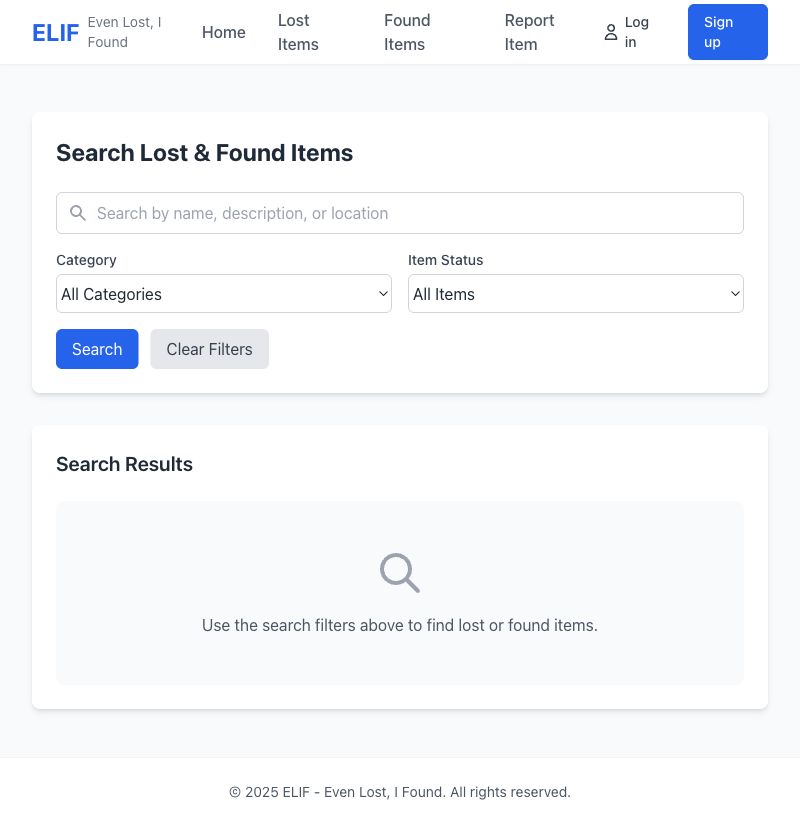 ELIF
Even Lost, I
Found
Home
Lost
Items
Found
Items
Report
Item
Log
in
Sign
up
Search Lost & Found Items
Search by name, description, or location
Category
Item Status
All Categories
All Items
Search
Clear Filters
Search Results
Use the search filters above to find lost or found items.
© 2025 ELIF - Even Lost, I Found. All rights reserved.